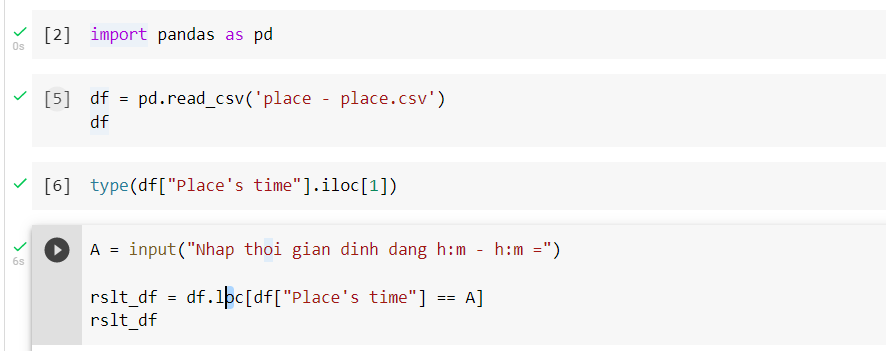 [2] import pandas as pd
0s
[5] df = pd.read_csv('place - place.csv')
df
[6] type(df["Place's time"].iloc[1])
A = input("Nhap thoi gian dinh dang h:m - h:m =")
6s
rslt_df = df.loc[df["Place's time"] == A]
rslt_df